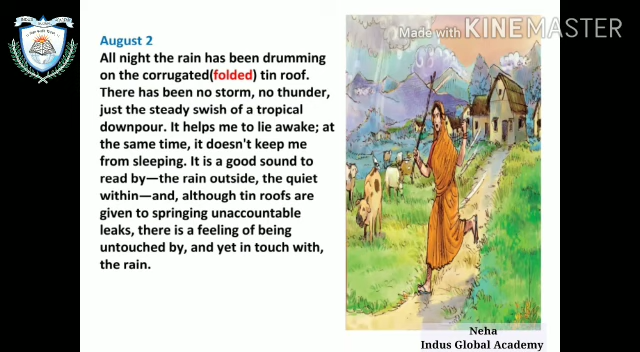 INDUS GLOBAL
August 2
All night the rain has been drumming
on the corrugated(folded) tin roof.
There has been no storm, no thunder,
just the steady swish of a tropical
downpour. It helps me to lie awake; at
the same time, it doesn't keep me
from sleeping. It is a good sound to
read by—the rain outside, the quiet
within—and, although tin roofs are
given to springing unaccountable
leaks, there is a feeling of being
untouched by, and yet in touch with,
the rain.
Made with KINEMASTER
Neha
Indus Global Academy